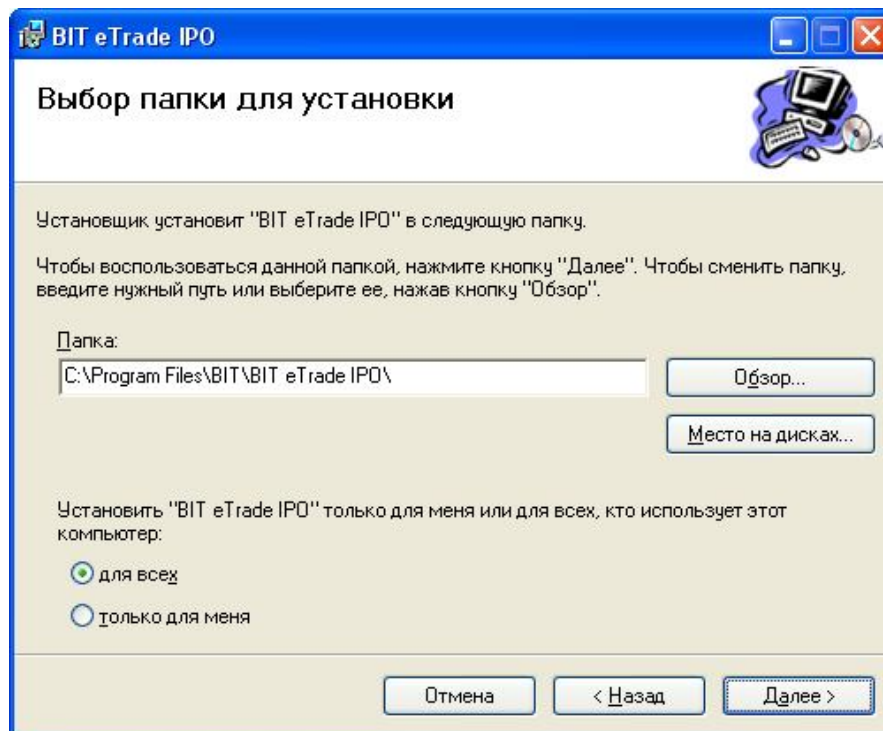 BIT eTrade IPO
Выбор папки для установки
Установщик установит "BIT eTrade IPO" в следующую папку.
Чтобы воспользоваться данной папкой, нажмите кнопку "Далее". Чтобы сменить папку,
введите нужный путь или выберите ее, нажав кнопку "Обзор".
Папка:
C:\Program Files\BIT\BIT eTrade IPO\
Обзор...
Место на дисках...
Установить "BIT eTrade IPO" только для меня или для всех, кто использует этот
компьютер:
для всех
только для меня
Отмена
< Назад
Далее >